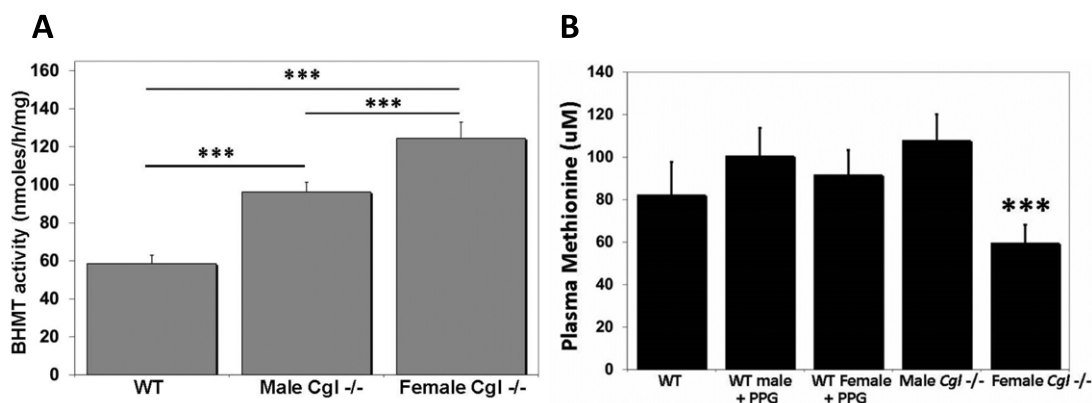 A
BHMT activity (nmoles/h/mg)
160
140
120
100
80
60
40
20
0
***
***
***
WT
Male Cgl -/-
Female Cgl -/-
B
Plasma Methionine (uM)
140
120
100
80
60
40
20
0
***
WT
WT male
+ PPG
WT Female
+ PPG
Male Cgl -/-
Female Cgl -/-